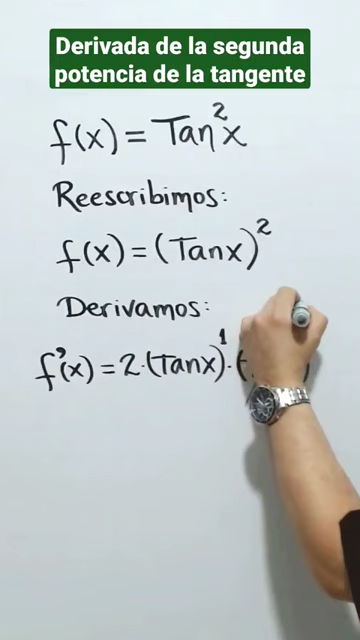 Derivada de la segunda
potencia de la tangente
f(x) = Tan²x
Reescribimos:
f(x) = (Tanx)²
Derivamos:
f'(x) = 2·(Tanx)¹·(